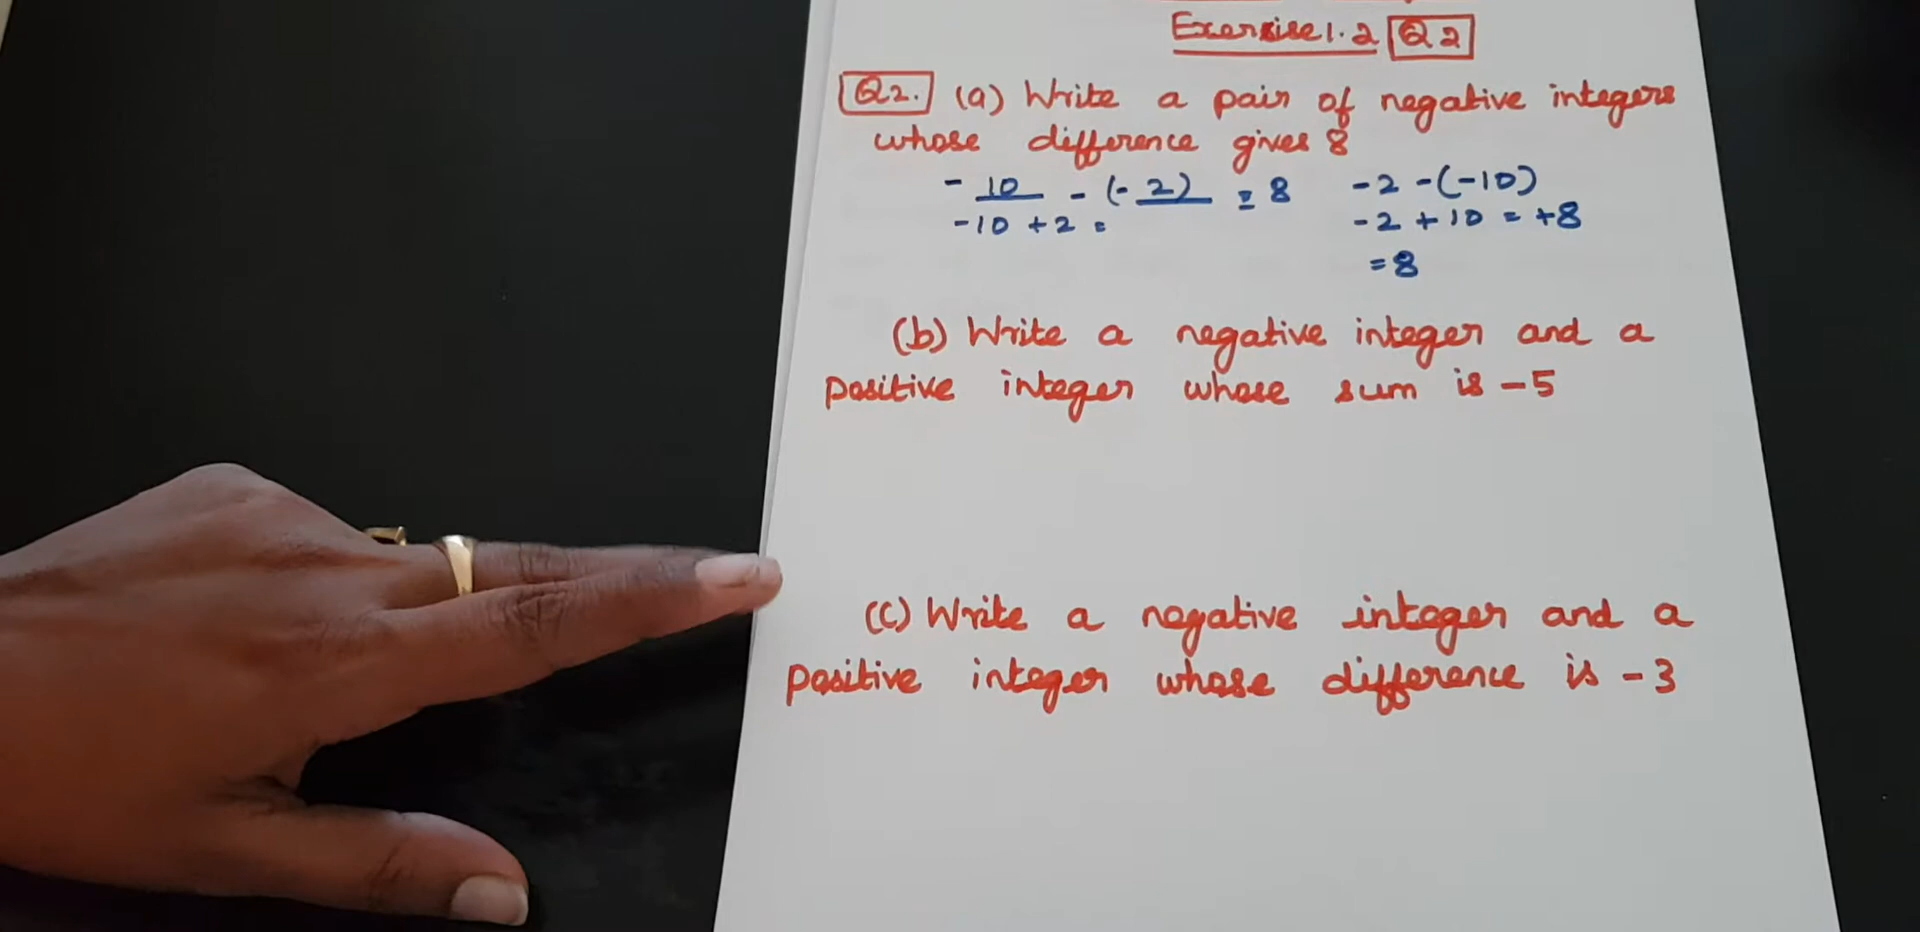 Exersise 1.2 Q2
Q2. (a) Write a pair of negative integers
whose difference gives 8
- 10 - (- 2) = 8
-10 + 2 =
-2 -(-10)
-2 + 10 = +8
= 8
(b) Write a negative integer and a
positive integer whose sum is -5
(c) Write a negative integer and a
positive integer whose difference is -3